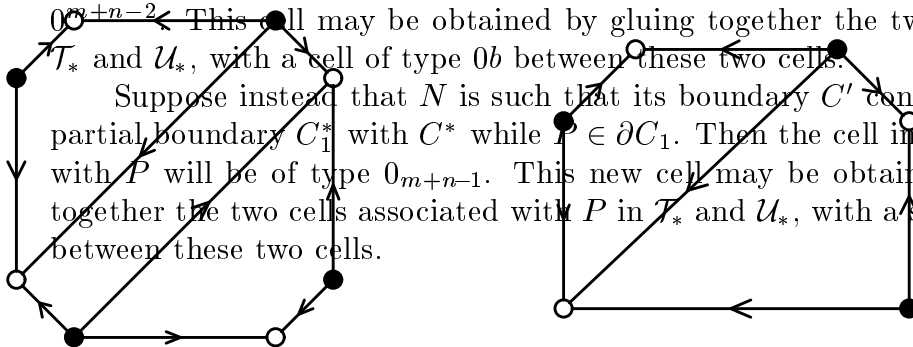 0^{m+n-2}. This cell may be obtained by gluing together the tw
𝒯_* and 𝒰_*, with a cell of type 0b between these two cells.
Suppose instead that N is such that its boundary C′ con
partial boundary C_1^* with C^* while P ∈ ∂C_1. Then the cell in
with P will be of type 0_{m+n-1}. This new cell may be obtain
together the two cells associated with P in 𝒯_* and 𝒰_*, with a s
between these two cells.